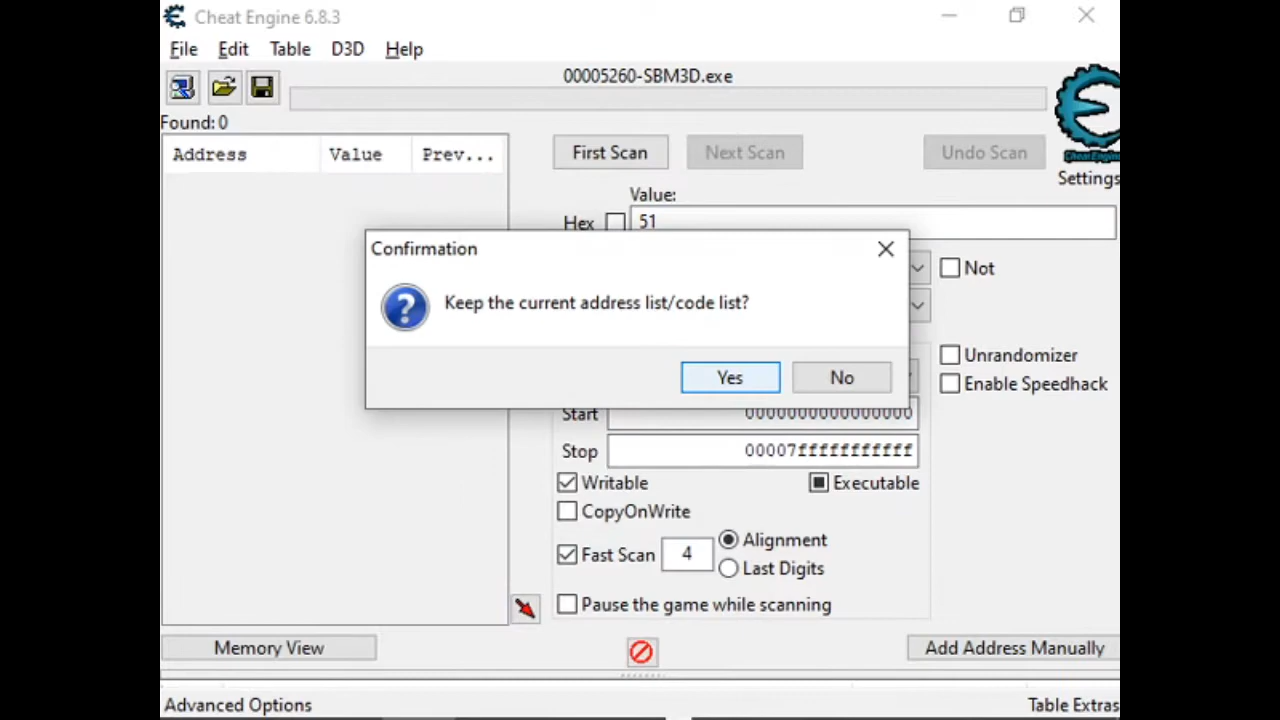 Cheat Engine 6.8.3
File Edit Table D3D Help
00005260-SBM3D.exe
Found: 0
Address Value Prev...
First Scan Next Scan Undo Scan
Cheat Engine
Settings
Value:
Hex 51
Confirmation
Not
Keep the current address list/code list?
Yes No
Unrandomizer
Enable Speedhack
Start 0000000000000000
Stop 00007fffffffffff
Writable Executable
CopyOnWrite
Fast Scan 4 Alignment
Last Digits
Pause the game while scanning
Memory View Add Address Manually
Advanced Options Table Extras